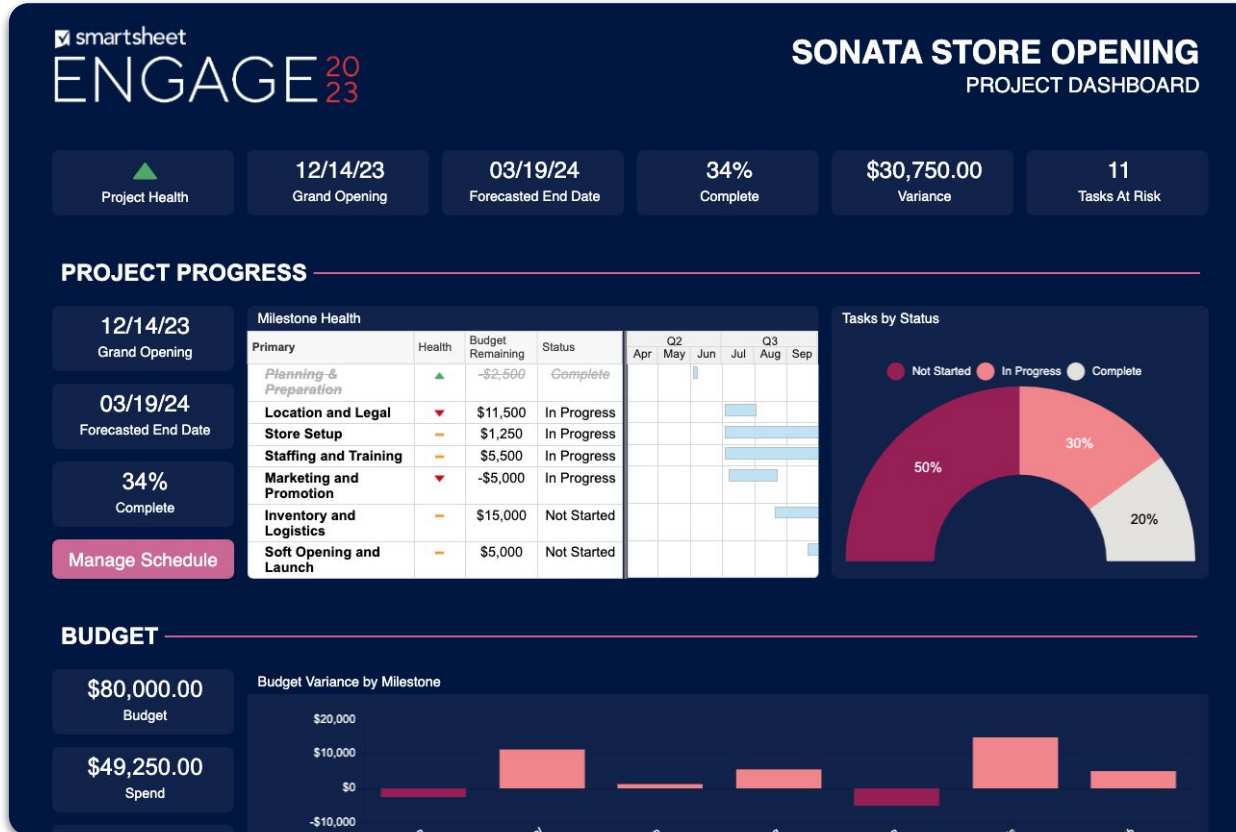 smartsheet
ENGAGE 20 23
SONATA STORE OPENING
PROJECT DASHBOARD
Project Health
12/14/23
Grand Opening
03/19/24
Forecasted End Date
34%
Complete
$30,750.00
Variance
11
Tasks At Risk
PROJECT PROGRESS
12/14/23
Grand Opening
03/19/24
Forecasted End Date
34%
Complete
Manage Schedule
Milestone Health
Primary Health Budget Remaining Status
Q2 Q3
Apr May Jun Jul Aug Sep
Planning & Preparation -$2,500 Complete
Location and Legal $11,500 In Progress
Store Setup $1,250 In Progress
Staffing and Training $5,500 In Progress
Marketing and Promotion -$5,000 In Progress
Inventory and Logistics $15,000 Not Started
Soft Opening and Launch $5,000 Not Started
Tasks by Status
Not Started In Progress Complete
50%
30%
20%
BUDGET
$80,000.00
Budget
$49,250.00
Spend
Budget Variance by Milestone
$20,000
$10,000
$0
-$10,000